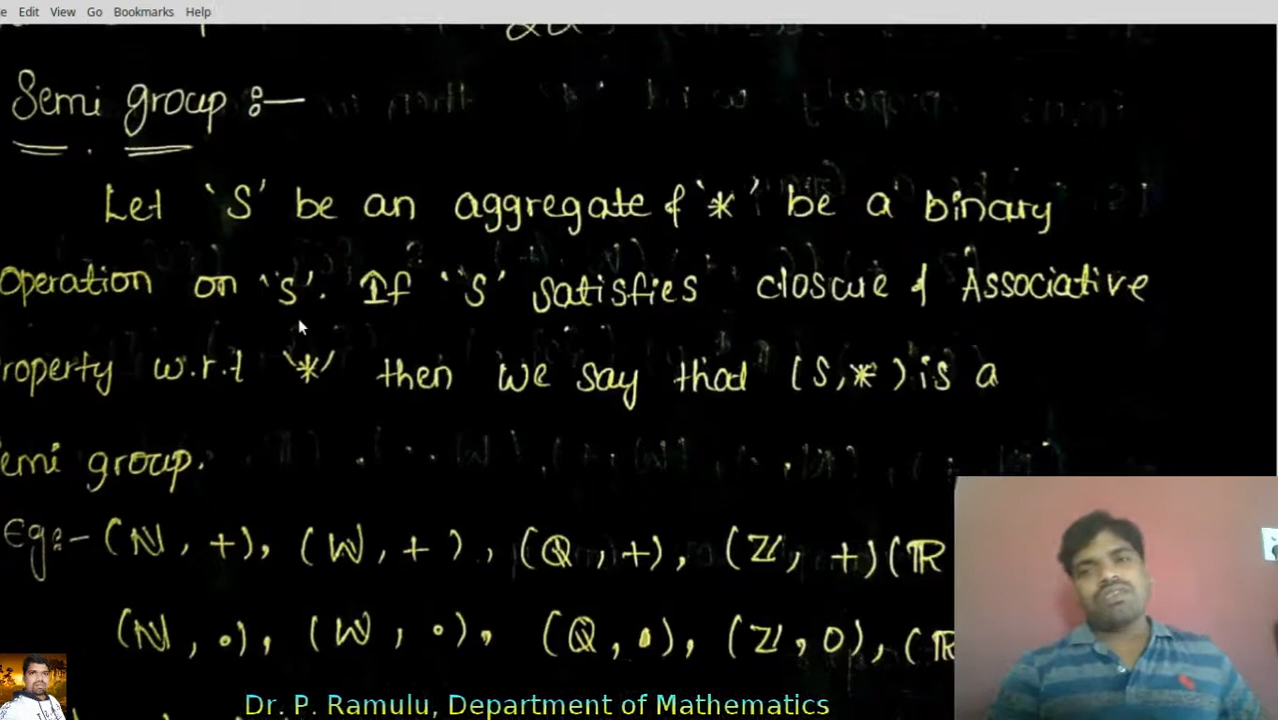 Edit View Go Bookmarks Help
Semi group :-
Let 'S' be an aggregate & '*' be a binary
Operation on 'S'. If 'S' satisfies closure & Associative
roperty w.r.t '*' then we say that (S,*) is a
emi group.
Eg:- (ℕ, +), (W, +), (ℚ, +), (ℤ, +) (ℝ
(ℕ, •), (W, •), (ℚ, •), (ℤ, •), (ℝ
Dr. P. Ramulu, Department of Mathematics